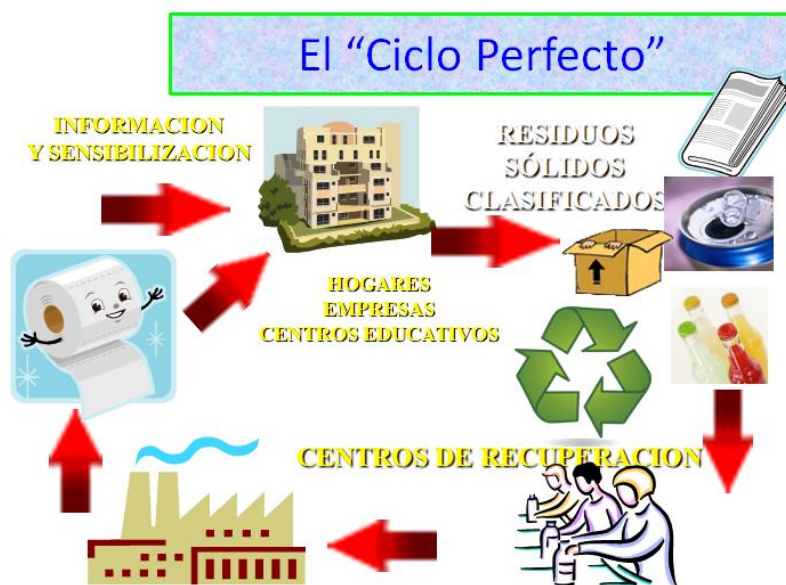 El “Ciclo Perfecto”
INFORMACION
Y SENSIBILIZACION
RESIDUOS
SÓLIDOS
CLASIFICADOS
HOGARES
EMPRESAS
CENTROS EDUCATIVOS
CENTROS DE RECUPERACION